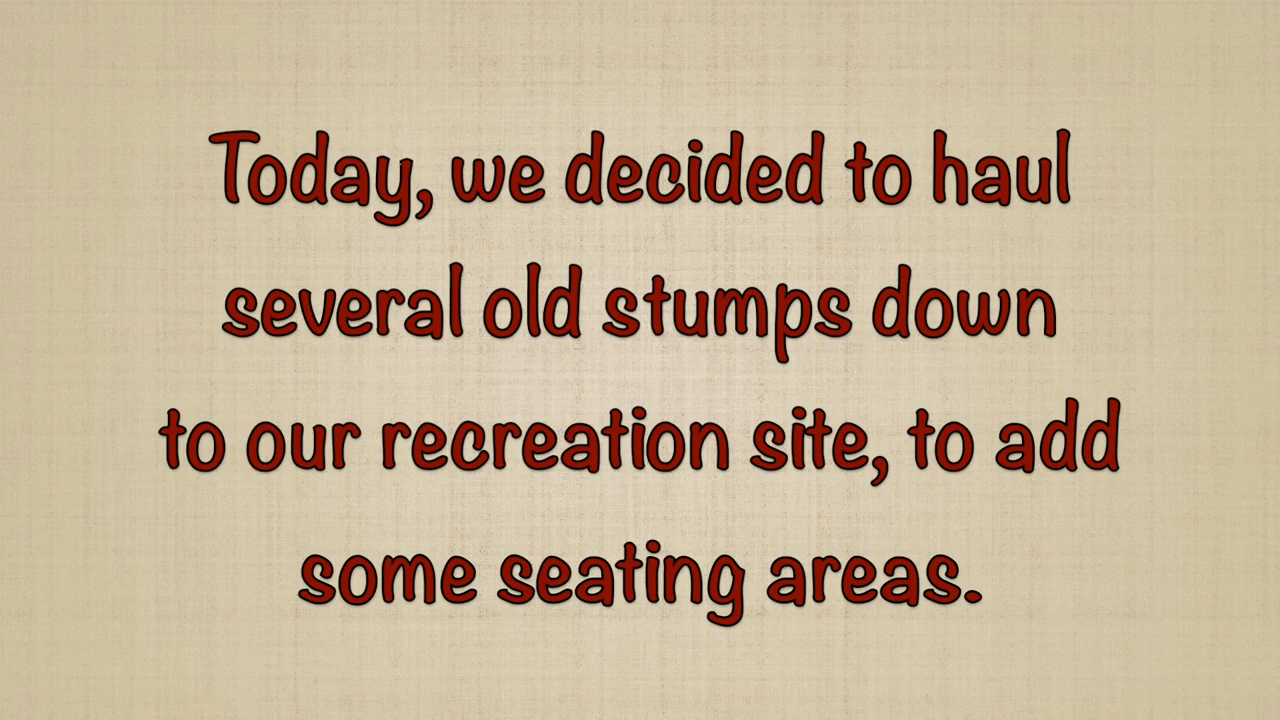 Today, we decided to haul
several old stumps down
to our recreation site, to add
some seating areas.